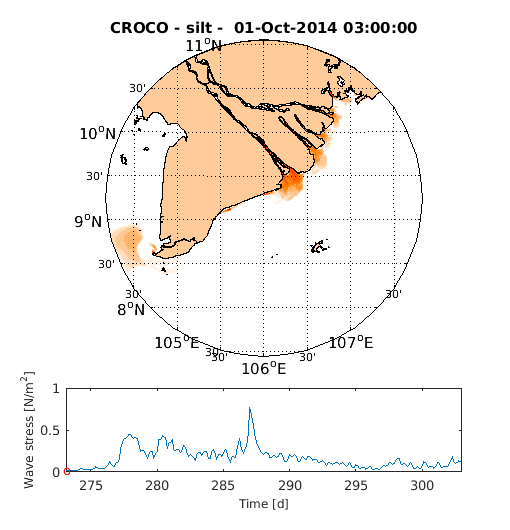 CROCO - silt - 01-Oct-2014 03:00:00
11°N
30'
10°N
30'
9°N
30'
30'
30'
8°N
105°E
107°E
30'
30'
106°E
Wave stress [N/m²]
1
0.5
0
275
280
285
290
295
300
Time [d]